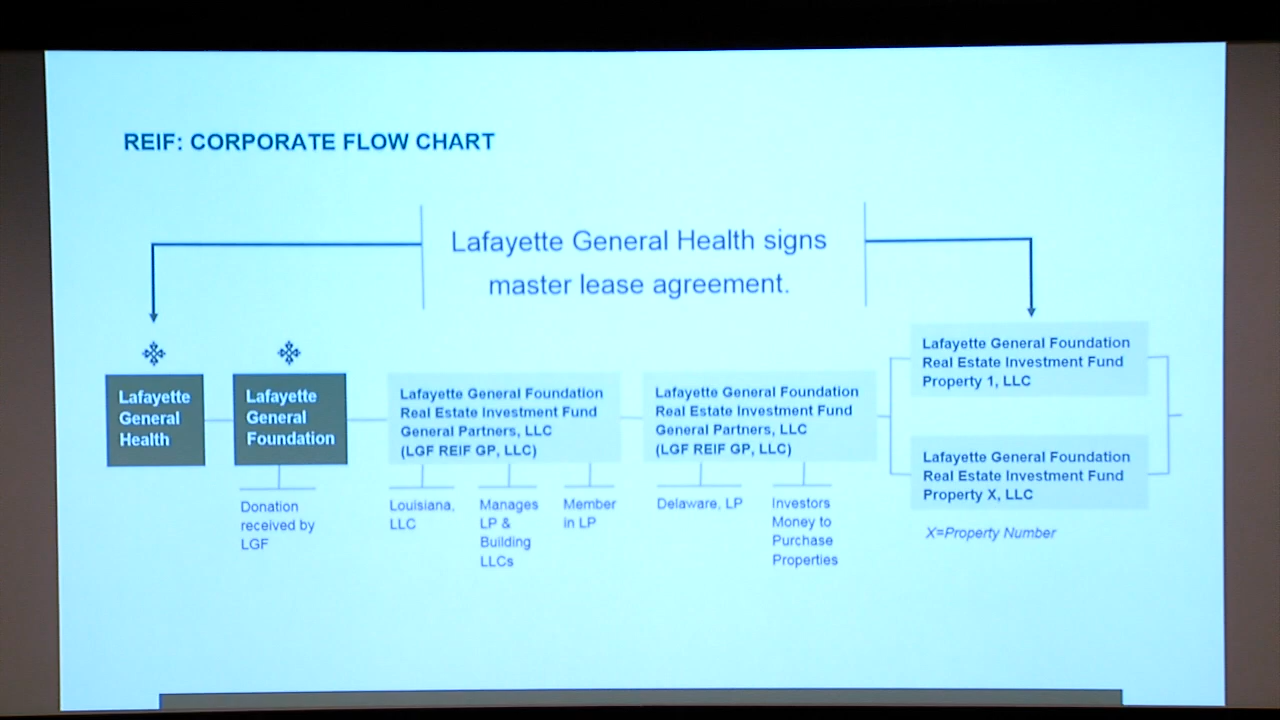 REIF: CORPORATE FLOW CHART
Lafayette General Health signs
master lease agreement.
Lafayette
General
Health
Lafayette
General
Foundation
Donation
received by
LGF
Lafayette General Foundation
Real Estate Investment Fund
General Partners, LLC
(LGF REIF GP, LLC)
Louisiana,
LLC
Manages
LP &
Building
LLCs
Member
in LP
Lafayette General Foundation
Real Estate Investment Fund
General Partners, LLC
(LGF REIF GP, LLC)
Delaware, LP
Investors
Money to
Purchase
Properties
Lafayette General Foundation
Real Estate Investment Fund
Property 1, LLC
Lafayette General Foundation
Real Estate Investment Fund
Property X, LLC
X=Property Number